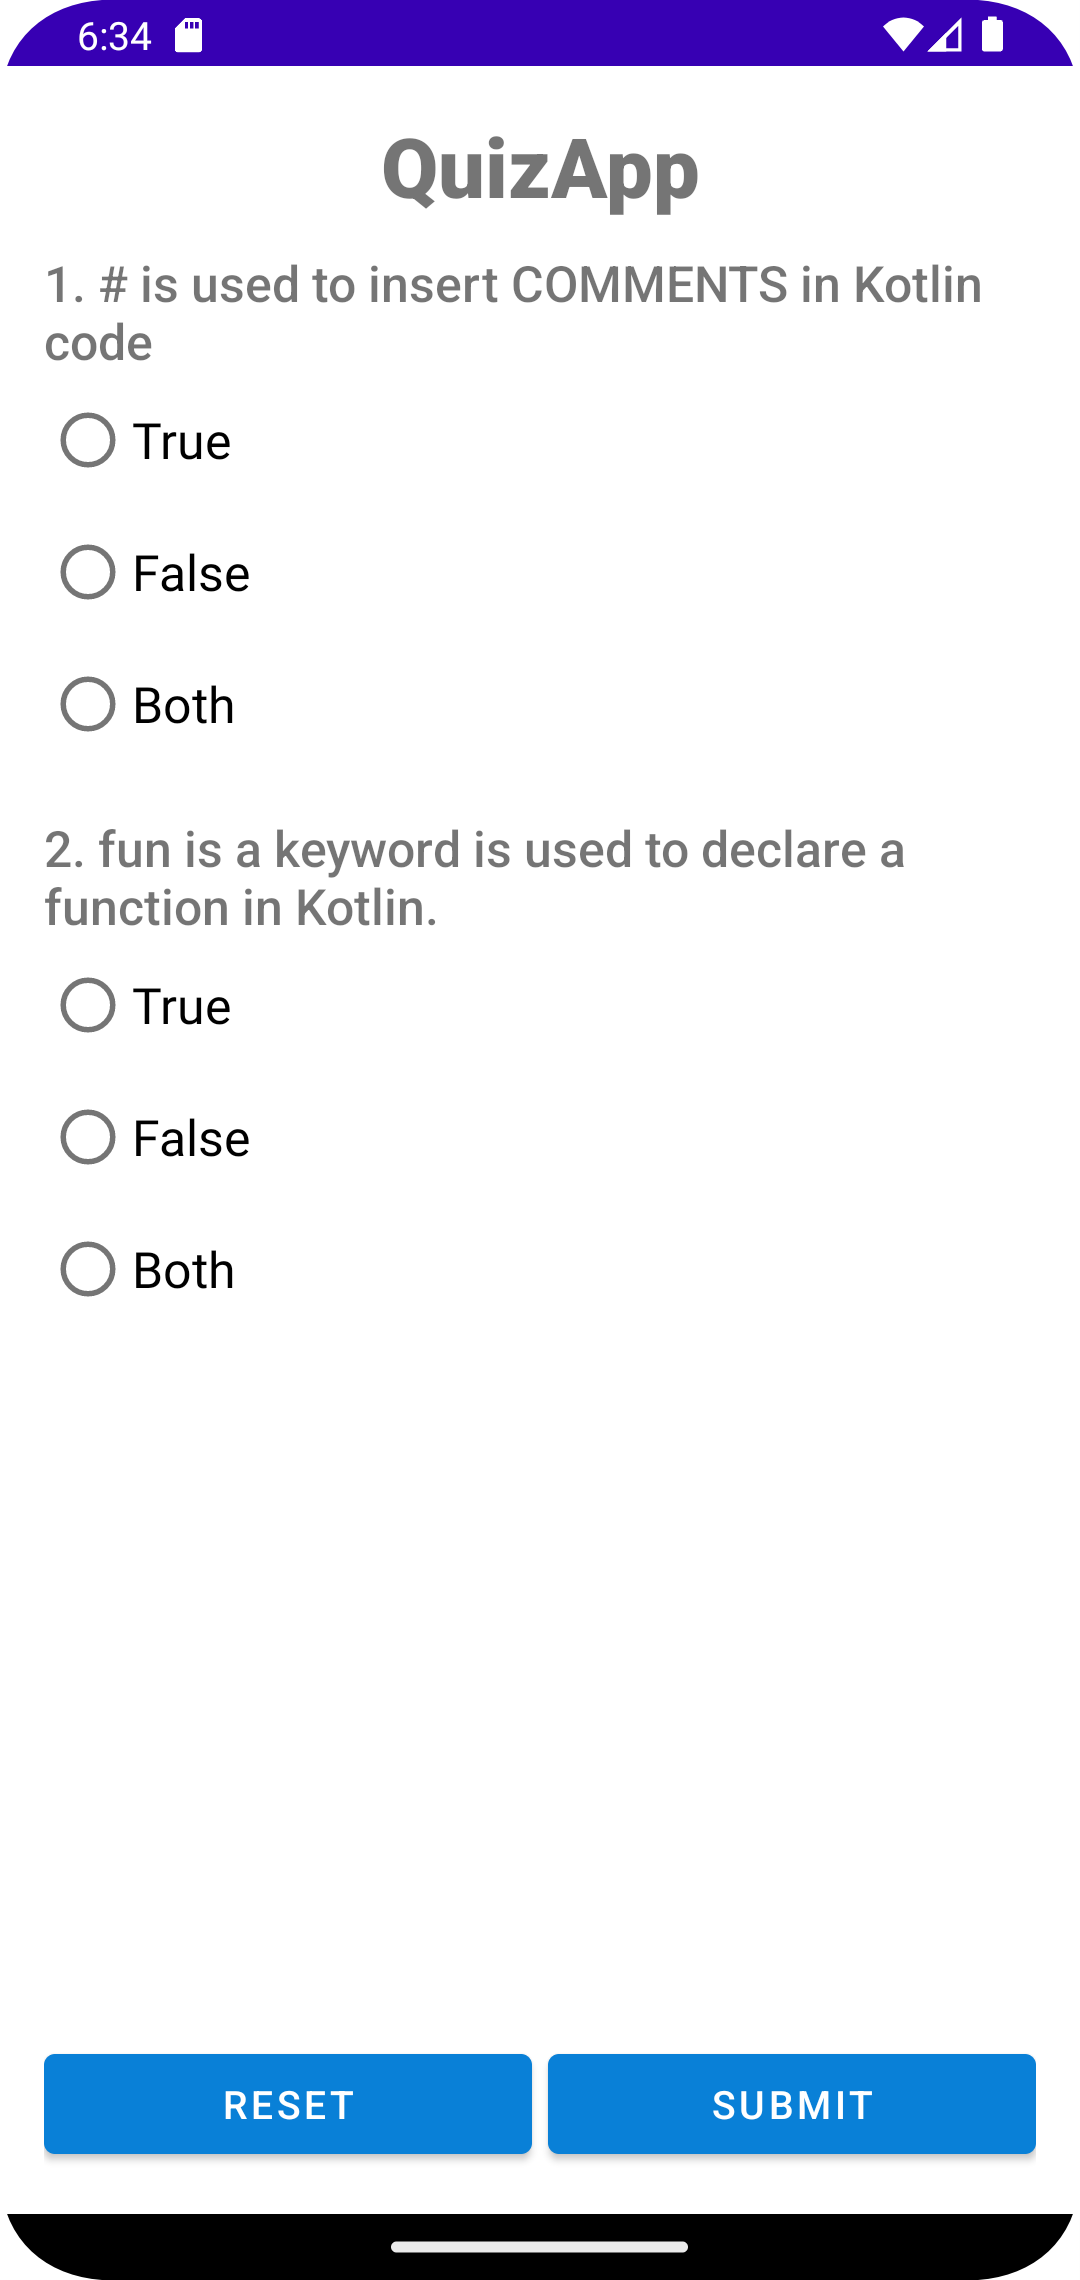 6:34
QuizApp
1. # is used to insert COMMENTS in Kotlin
code
True
False
Both
2. fun is a keyword is used to declare a
function in Kotlin.
True
False
Both
RESET SUBMIT